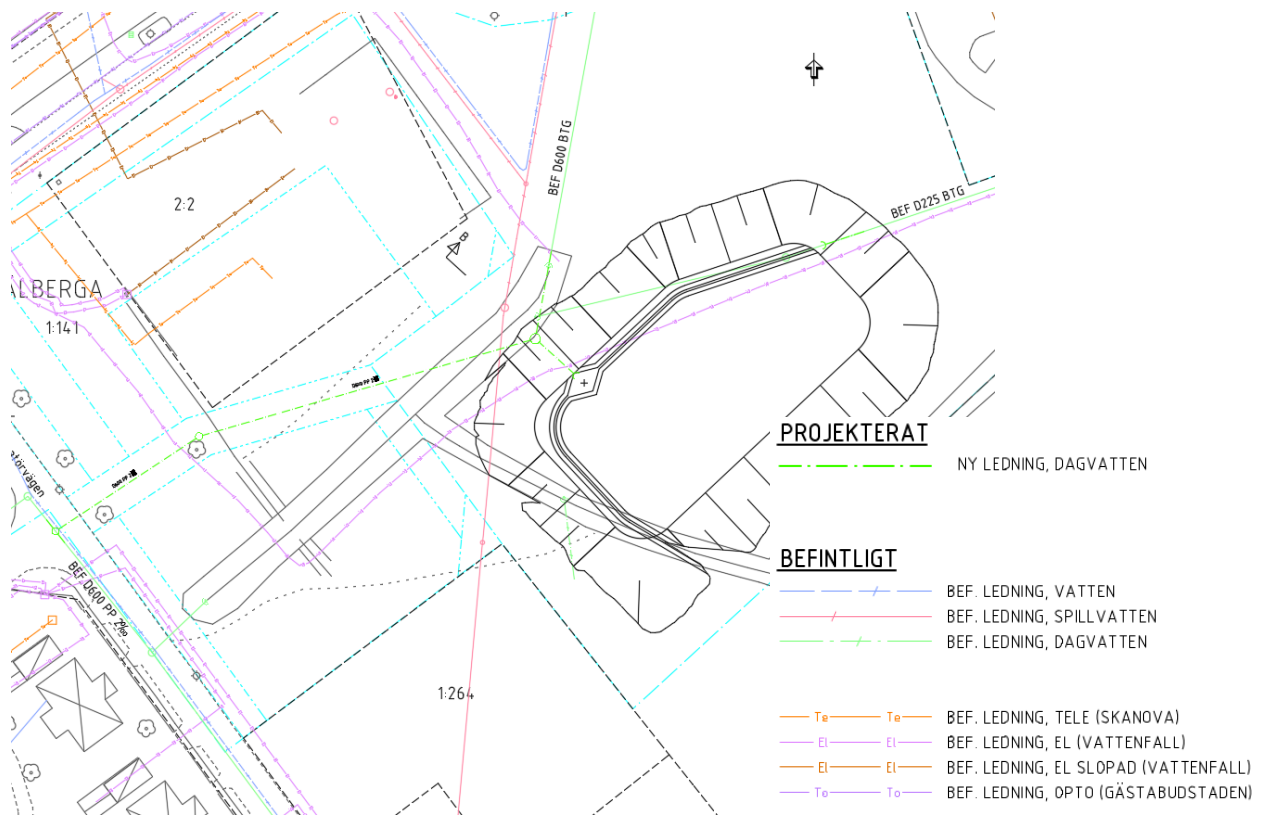 BEF D600 BTG
BEF D225 BTG
2:2
B
ALBERGA
1:141
BEF D600 PP 2‰
1:264
PROJEKTERAT
NY LEDNING, DAGVATTEN
BEFINTLIGT
BEF. LEDNING, VATTEN
BEF. LEDNING, SPILLVATTEN
BEF. LEDNING, DAGVATTEN
Te Te BEF. LEDNING, TELE (SKANOVA)
El El BEF. LEDNING, EL (VATTENFALL)
El El BEF. LEDNING, EL SLOPAD (VATTENFALL)
To To BEF. LEDNING, OPTO (GÄSTABUDSTADEN)